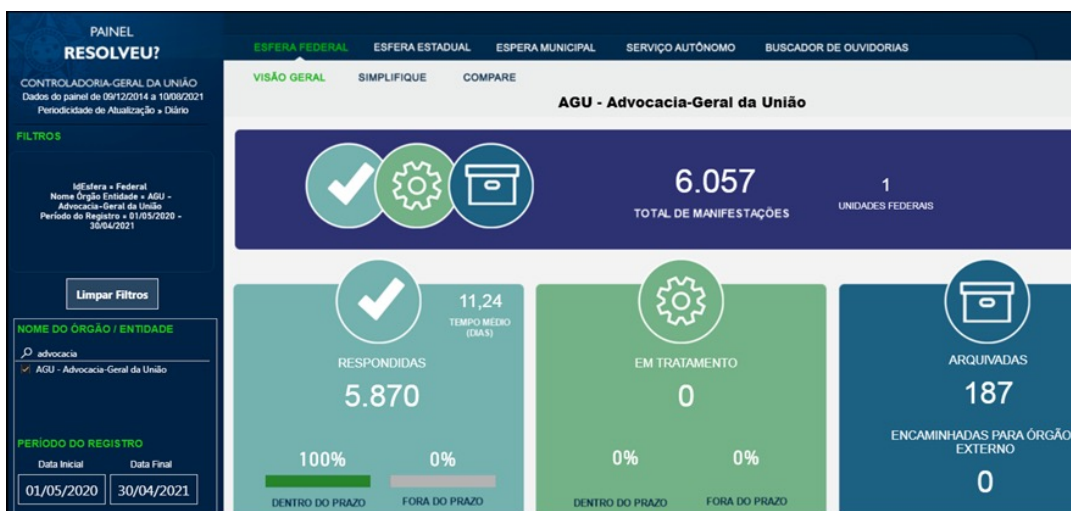 PAINEL
RESOLVEU?
CONTROLADORIA-GERAL DA UNIÃO
Dados do painel de 09/12/2014 a 10/08/2021
Periodicidade de Atualização » Diário
FILTROS
IdEsfera = Federal
Nome Órgão Entidade = AGU -
Advocacia-Geral da União
Período do Registro = 01/05/2020 -
30/04/2021
Limpar Filtros
NOME DO ÓRGÃO / ENTIDADE
advocacia
AGU - Advocacia-Geral da União
PERÍODO DO REGISTRO
Data Inicial Data Final
01/05/2020 30/04/2021
ESFERA FEDERAL ESFERA ESTADUAL ESPERA MUNICIPAL SERVIÇO AUTÔNOMO BUSCADOR DE OUVIDORIAS
VISÃO GERAL SIMPLIFIQUE COMPARE
AGU - Advocacia-Geral da União
6.057
TOTAL DE MANIFESTAÇÕES
1
UNIDADES FEDERAIS
11,24
TEMPO MÉDIO
(DIAS)
RESPONDIDAS
5.870
100% 0%
DENTRO DO PRAZO FORA DO PRAZO
EM TRATAMENTO
0
0% 0%
DENTRO DO PRAZO FORA DO PRAZO
ARQUIVADAS
187
ENCAMINHADAS PARA ÓRGÃO
EXTERNO
0